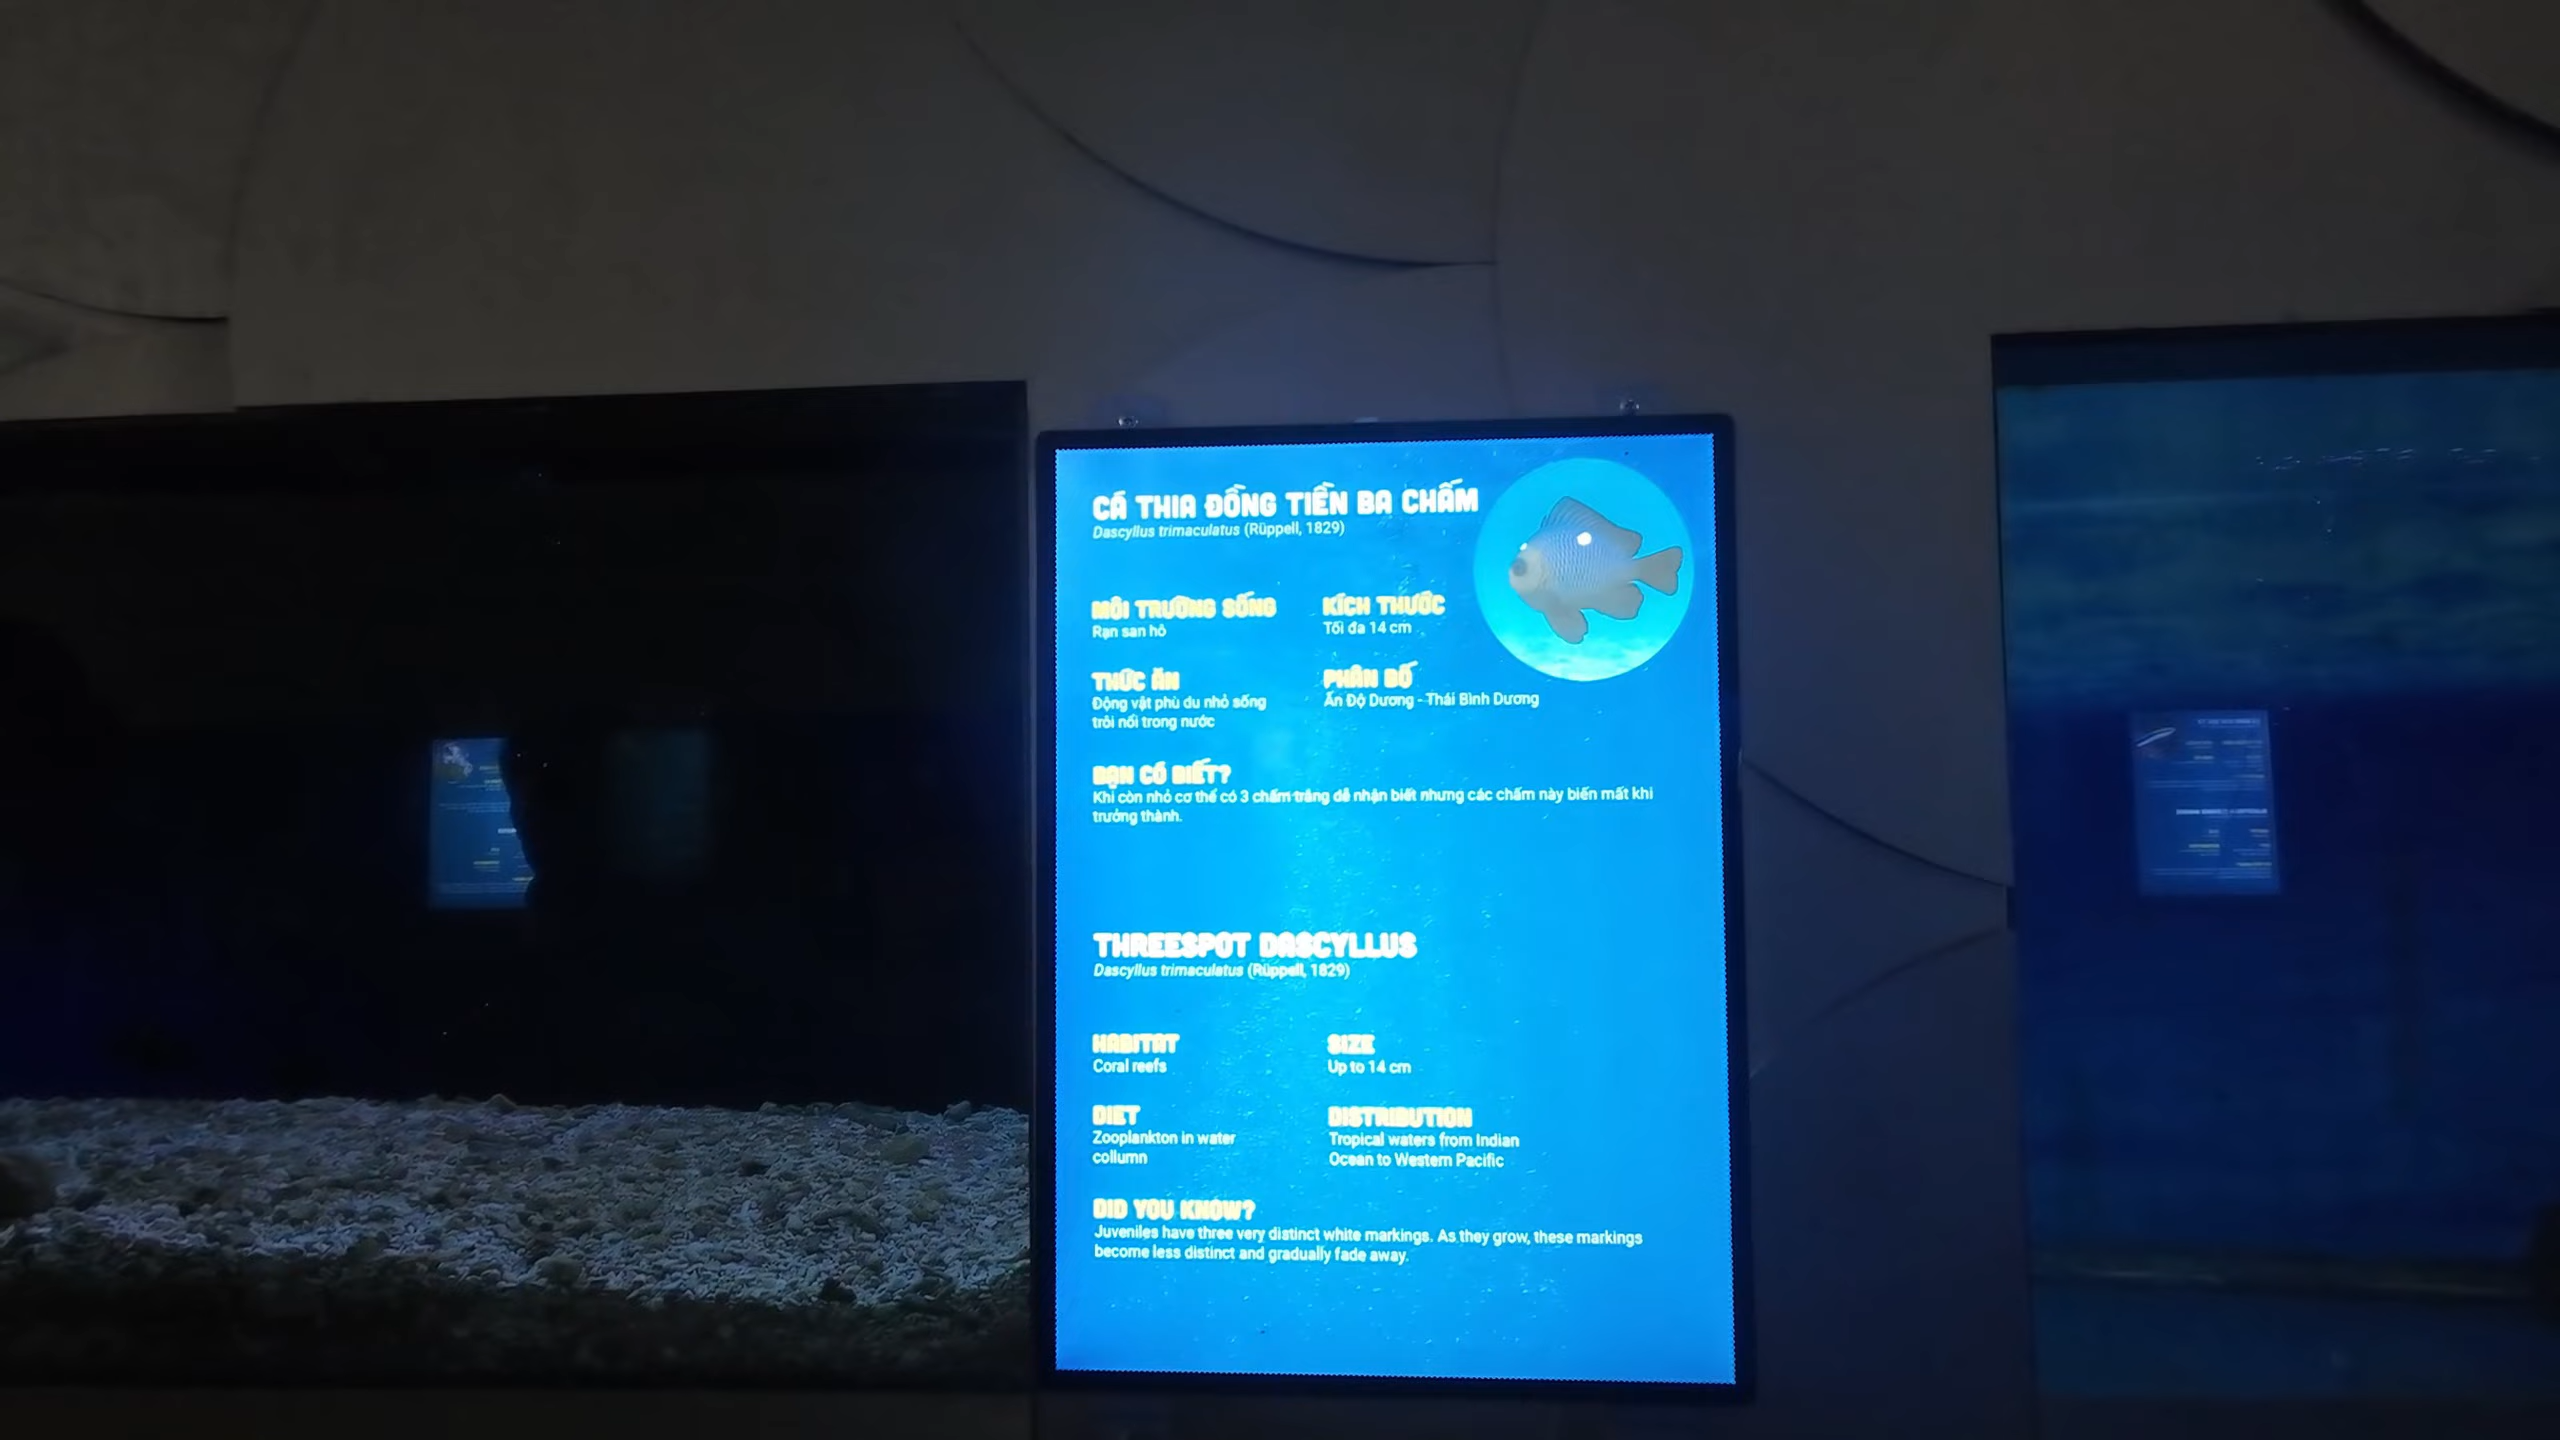 CÁ THIA ĐỒNG TIỀN BA CHẤM
Dascyllus trimaculatus (Rüppell, 1829)
MÔI TRƯỜNG SỐNG
Rạn san hô
KÍCH THƯỚC
Tối đa 14 cm
THỨC ĂN
Động vật phù du nhỏ sống
trôi nổi trong nước
PHÂN BỐ
Ấn Độ Dương - Thái Bình Dương
BẠN CÓ BIẾT?
Khi còn nhỏ cơ thể có 3 chấm trắng dễ nhận biết nhưng các chấm này biến mất khi
trưởng thành.
THREESPOT DASCYLLUS
Dascyllus trimaculatus (Rüppell, 1829)
HABITAT
Coral reefs
SIZE
Up to 14 cm
DIET
Zooplankton in water
collumn
DISTRIBUTION
Tropical waters from Indian
Ocean to Western Pacific
DID YOU KNOW?
Juveniles have three very distinct white markings. As they grow, these markings
become less distinct and gradually fade away.